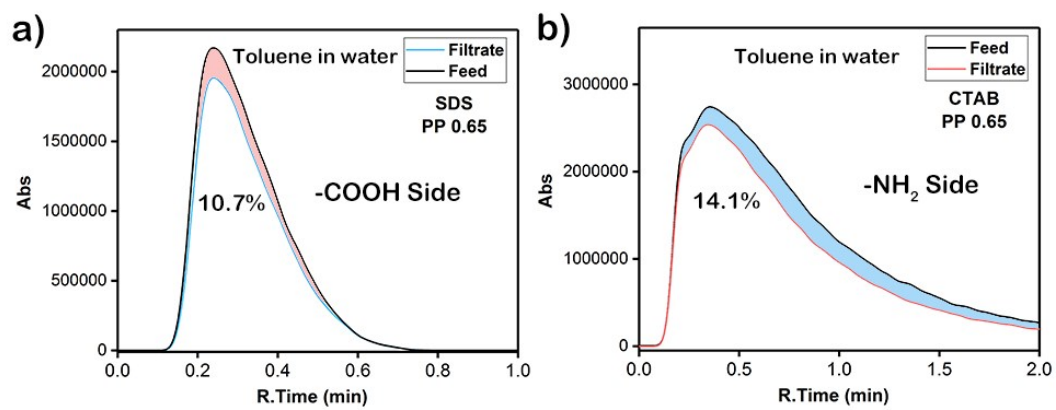 a)
Toluene in water
Filtrate
Feed
SDS
PP 0.65
-COOH Side
10.7%
Abs
2000000
1500000
1000000
500000
0
0.0 0.2 0.4 0.6 0.8 1.0
R.Time (min)
b)
Toluene in water
Feed
Filtrate
CTAB
PP 0.65
-NH₂ Side
14.1%
Abs
3000000
2000000
1000000
0
0.0 0.5 1.0 1.5 2.0
R.Time (min)